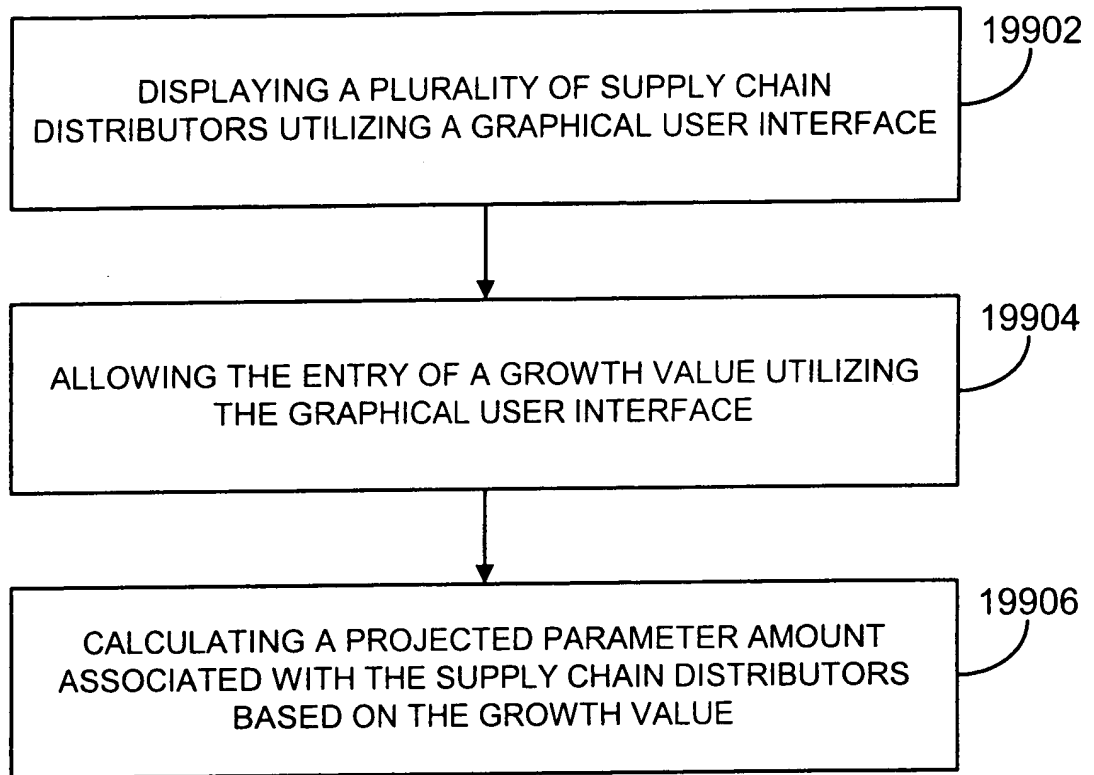 19902
DISPLAYING A PLURALITY OF SUPPLY CHAIN
DISTRIBUTORS UTILIZING A GRAPHICAL USER INTERFACE
19904
ALLOWING THE ENTRY OF A GROWTH VALUE UTILIZING
THE GRAPHICAL USER INTERFACE
19906
CALCULATING A PROJECTED PARAMETER AMOUNT
ASSOCIATED WITH THE SUPPLY CHAIN DISTRIBUTORS
BASED ON THE GROWTH VALUE